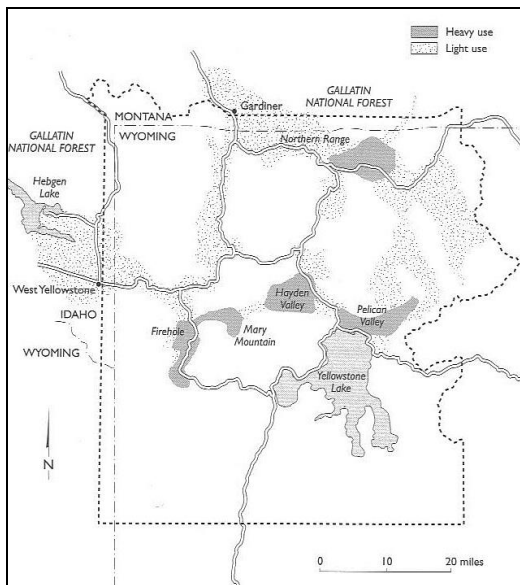 Heavy use
Light use
Gardiner
GALLATIN
NATIONAL FOREST
MONTANA
WYOMING
GALLATIN
NATIONAL FOREST
Northern Range
Hebgen
Lake
West Yellowstone
Hayden
Valley
Pelican
Valley
IDAHO
Firehole
Mary
Mountain
WYOMING
Yellowstone
Lake
N
0 10 20 miles